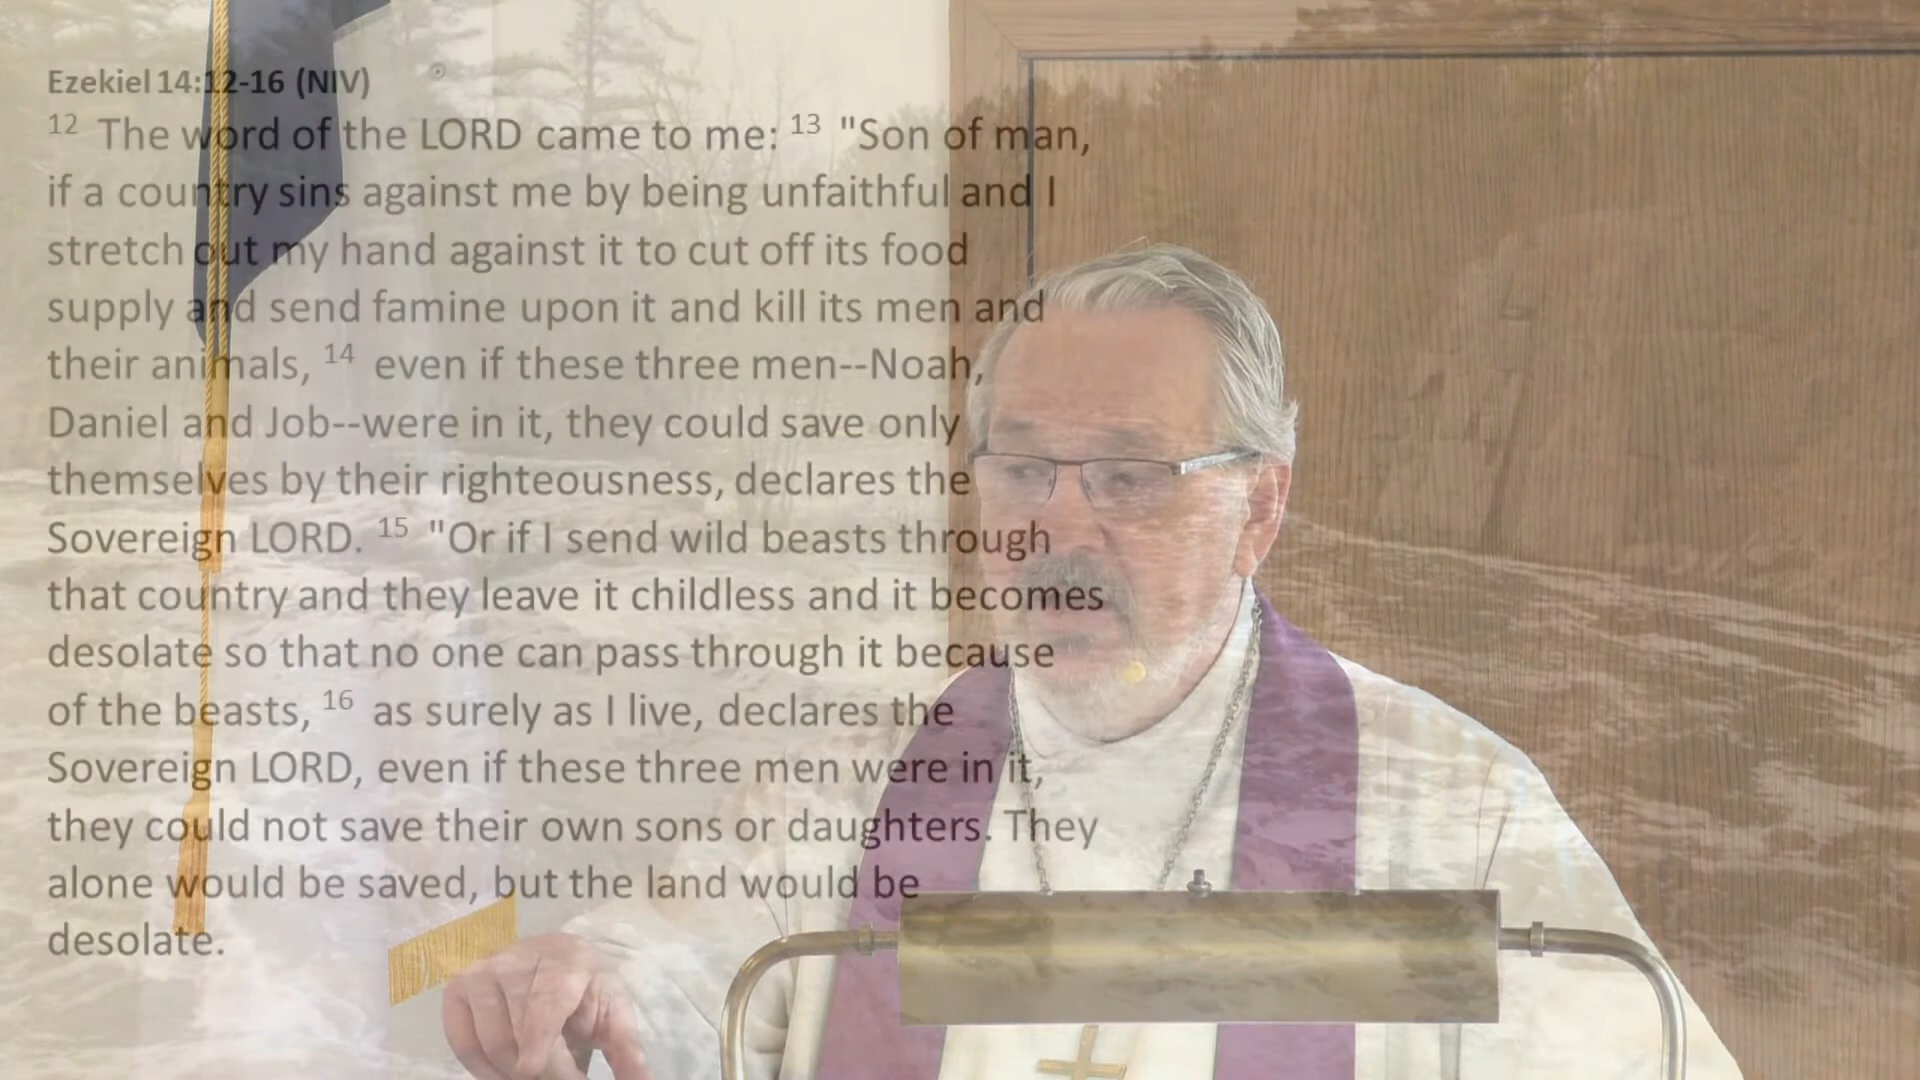 Ezekiel 14:12-16 (NIV)
12 The word of the LORD came to me: 13 "Son of man,
if a country sins against me by being unfaithful and I
stretch out my hand against it to cut off its food
supply and send famine upon it and kill its men and
their animals, 14 even if these three men--Noah,
Daniel and Job--were in it, they could save only
themselves by their righteousness, declares the
Sovereign LORD. 15 "Or if I send wild beasts through
that country and they leave it childless and it becomes
desolate so that no one can pass through it because
of the beasts, 16 as surely as I live, declares the
Sovereign LORD, even if these three men were in it,
they could not save their own sons or daughters. They
alone would be saved, but the land would be
desolate.